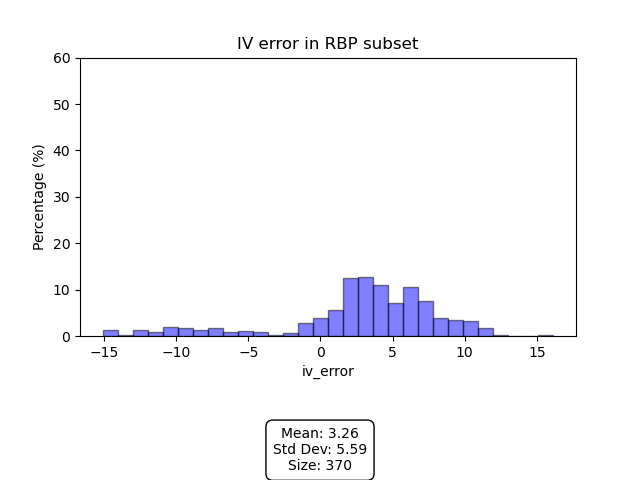 IV error in RBP subset
60
50
40
30
20
10
0
Percentage (%)
−15
−10
−5
0
5
10
15
iv_error
Mean: 3.26
Std Dev: 5.59
Size: 370